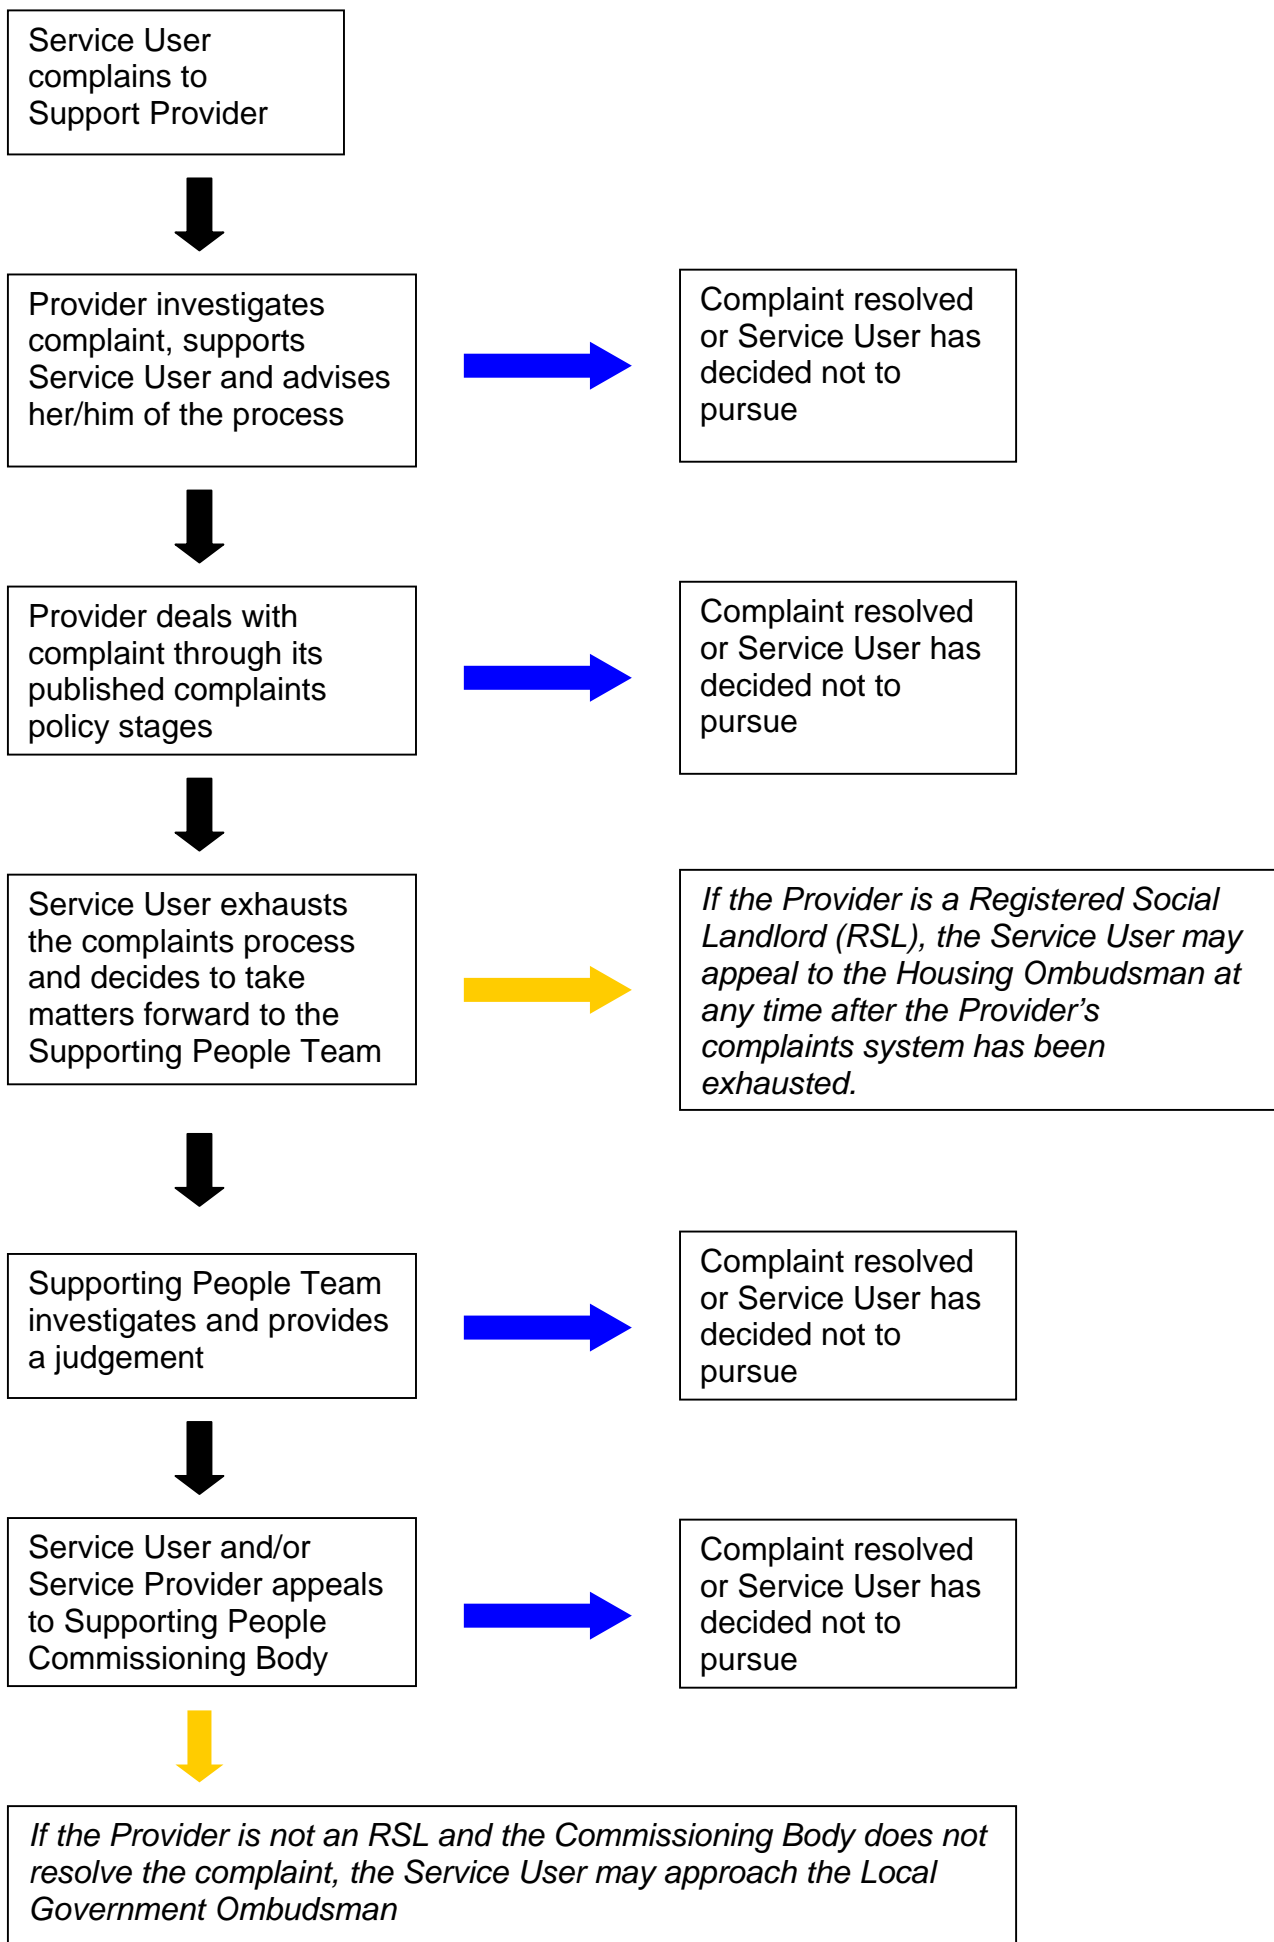 Service User
complains to
Support Provider
Provider investigates
complaint, supports
Service User and advises
her/him of the process
Complaint resolved
or Service User has
decided not to
pursue
Provider deals with
complaint through its
published complaints
policy stages
Complaint resolved
or Service User has
decided not to
pursue
Service User exhausts
the complaints process
and decides to take
matters forward to the
Supporting People Team
If the Provider is a Registered Social
Landlord (RSL), the Service User may
appeal to the Housing Ombudsman at
any time after the Provider’s
complaints system has been
exhausted.
Supporting People Team
investigates and provides
a judgement
Complaint resolved
or Service User has
decided not to
pursue
Service User and/or
Service Provider appeals
to Supporting People
Commissioning Body
Complaint resolved
or Service User has
decided not to
pursue
If the Provider is not an RSL and the Commissioning Body does not
resolve the complaint, the Service User may approach the Local
Government Ombudsman